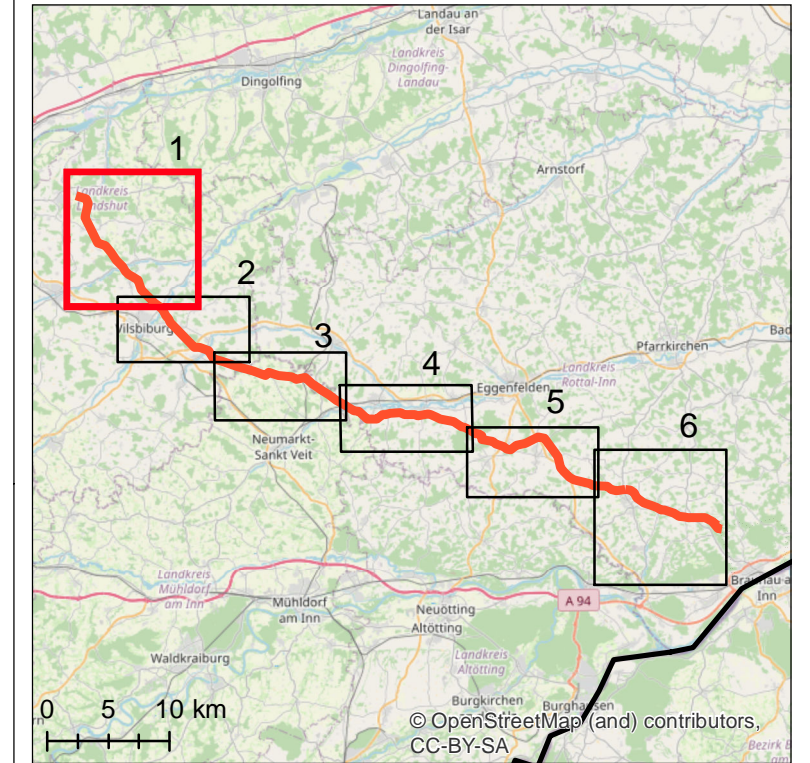 Landau an
der Isar
Landkreis
Dingolfing-
Landau
Dingolfing
1
Arnstorf
Landkreis
Landshut
2
Vilsbiburg
3
Pfarrkirchen
Bad
4
Landkreis
Rottal-Inn
Eggenfelden
5
6
Neumarkt-
Sankt Veit
Landkreis
Mühldorf
am Inn
Braunau a
Inn
Mühldorf
am Inn
A 94
Neuötting
Altötting
Waldkraiburg
Landkreis
Altötting
Burgkirchen
Burghausen
0 5 10 km
© OpenStreetMap (and) contributors,
CC-BY-SA
Bezirk B